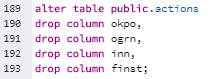 189 alter table public.actions
190 drop column okpo,
191 drop column ogrn,
192 drop column inn,
193 drop column finst;